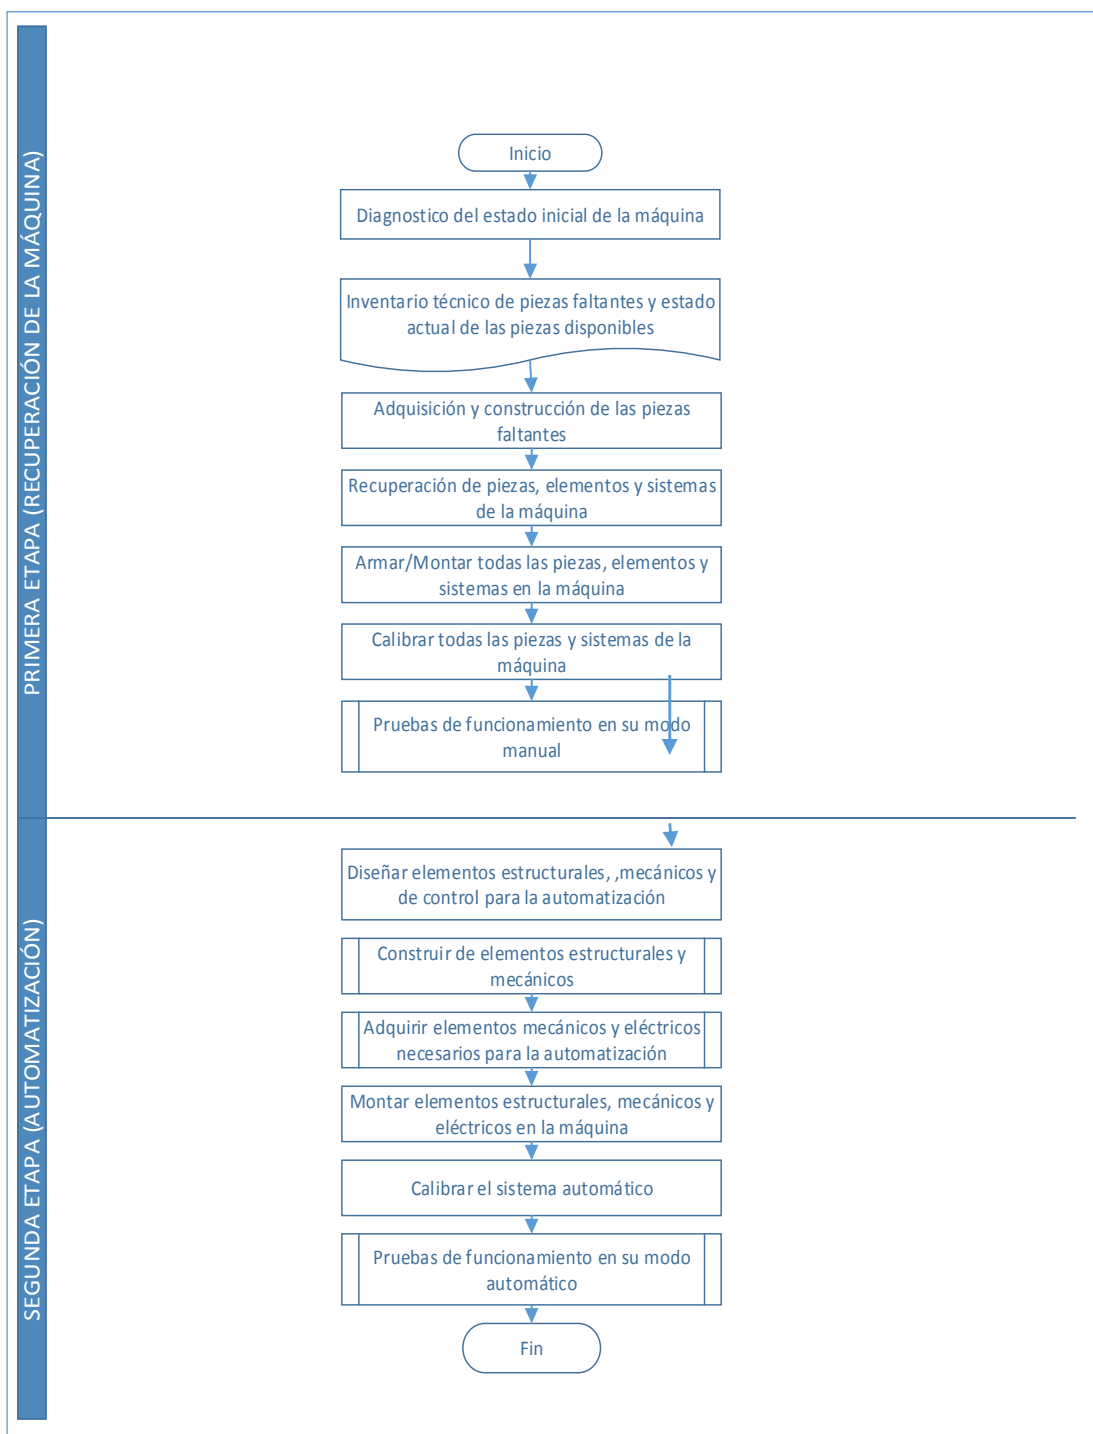 PRIMERA ETAPA (RECUPERACIÓN DE LA MÁQUINA)
Inicio
Diagnostico del estado inicial de la máquina
Inventario técnico de piezas faltantes y estado
actual de las piezas disponibles
Adquisición y construcción de las piezas
faltantes
Recuperación de piezas, elementos y sistemas
de la máquina
Armar/Montar todas las piezas, elementos y
sistemas en la máquina
Calibrar todas las piezas y sistemas de la
máquina
Pruebas de funcionamiento en su modo
manual
SEGUNDA ETAPA (AUTOMATIZACIÓN)
Diseñar elementos estructurales, ,mecánicos y
de control para la automatización
Construir de elementos estructurales y
mecánicos
Adquirir elementos mecánicos y eléctricos
necesarios para la automatización
Montar elementos estructurales, mecánicos y
eléctricos en la máquina
Calibrar el sistema automático
Pruebas de funcionamiento en su modo
automático
Fin